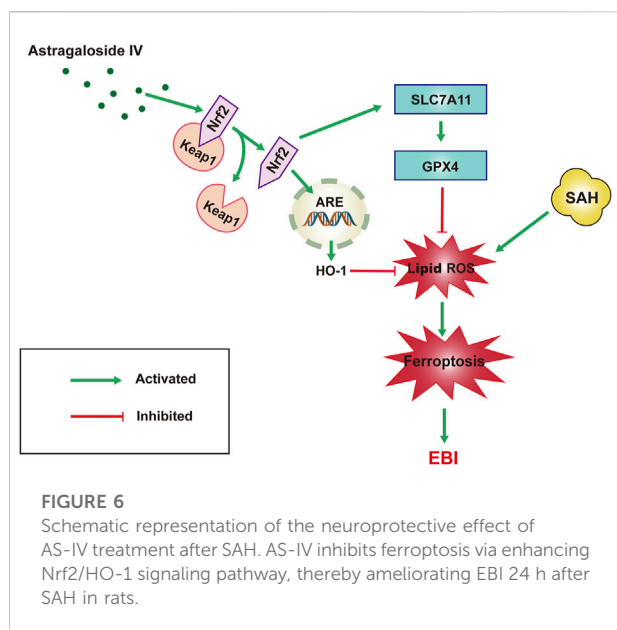 Astragaloside IV
Nrf2
Keap1
Nrf2
Keap1
SLC7A11
GPX4
ARE
SAH
HO-1
Lipid ROS
Ferroptosis
EBI
Activated
Inhibited
FIGURE 6
Schematic representation of the neuroprotective effect of
AS-IV treatment after SAH. AS-IV inhibits ferroptosis via enhancing
Nrf2/HO-1 signaling pathway, thereby ameliorating EBI 24 h after
SAH in rats.